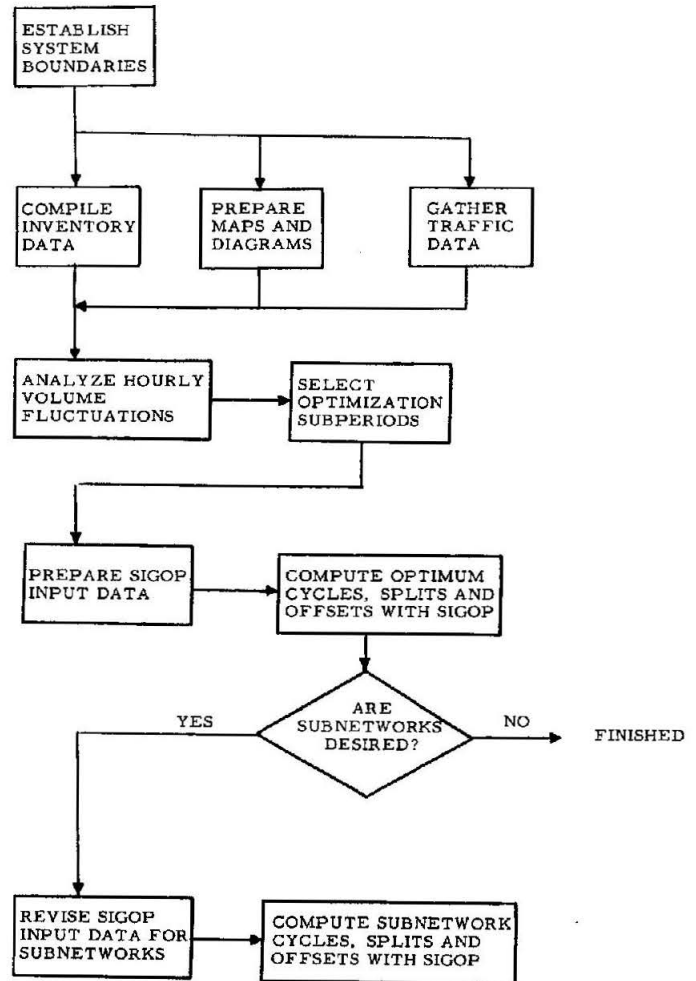 ESTABLISH
SYSTEM
BOUNDARIES
COMPILE
INVENTORY
DATA
PREPARE
MAPS AND
DIAGRAMS
GATHER
TRAFFIC
DATA
ANALYZE HOURLY
VOLUME
FLUCTUATIONS
SELECT
OPTIMIZATION
SUBPERIODS
PREPARE SIGOP
INPUT DATA
COMPUTE OPTIMUM
CYCLES, SPLITS AND
OFFSETS WITH SIGOP
ARE
SUBNETWORKS
DESIRED?
YES
NO
FINISHED
REVISE SIGOP
INPUT DATA FOR
SUBNETWORKS
COMPUTE SUBNETWORK
CYCLES, SPLITS AND
OFFSETS WITH SIGOP